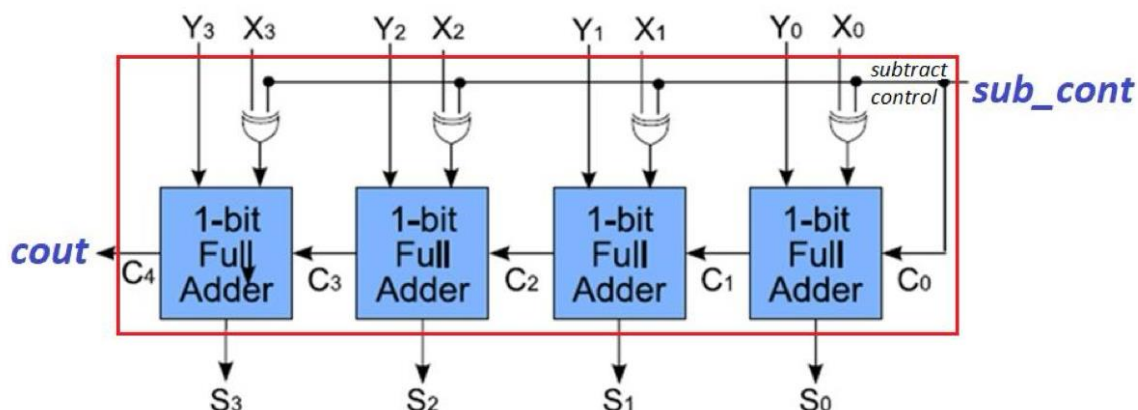 Y3 X3 Y2 X2 Y1 X1 Y0 X0
subtract
control
sub_cont
1-bit Full Adder
1-bit Full Adder
1-bit Full Adder
1-bit Full Adder
cout
C4 C3 C2 C1 C0
S3 S2 S1 S0